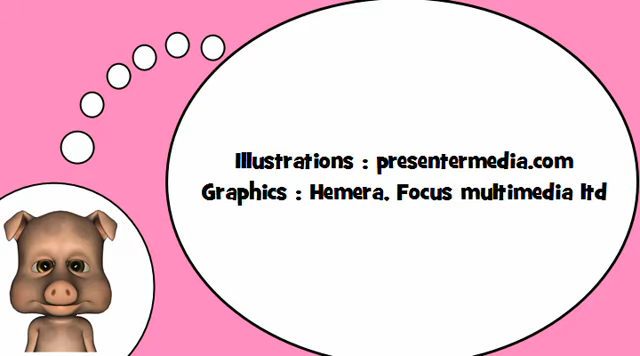 Illustrations : presentermedia.com
Graphics : Hemera. Focus multimedia ltd